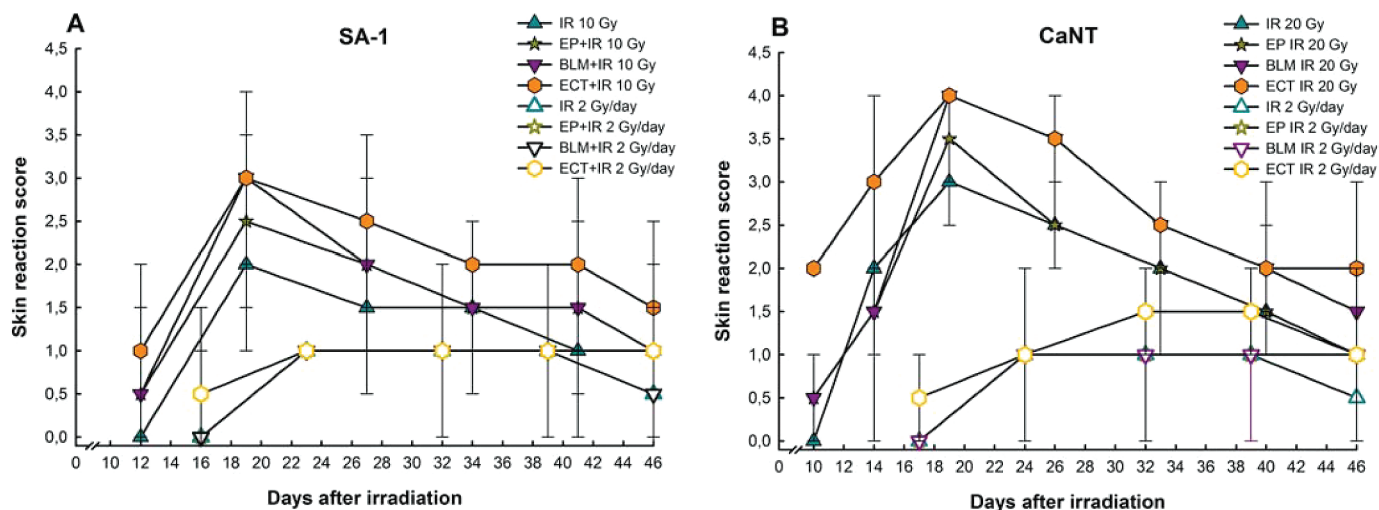 A
SA-1
IR 10 Gy
EP+IR 10 Gy
BLM+IR 10 Gy
ECT+IR 10 Gy
IR 2 Gy/day
EP+IR 2 Gy/day
BLM+IR 2 Gy/day
ECT+IR 2 Gy/day
Skin reaction score
4,5
4,0
3,5
3,0
2,5
2,0
1,5
1,0
0,5
0,0
0 10 12 14 16 18 20 22 24 26 28 30 32 34 36 38 40 42 44 46
Days after irradiation
B
CaNT
IR 20 Gy
EP IR 20 Gy
BLM IR 20 Gy
ECT IR 20 Gy
IR 2 Gy/day
EP IR 2 Gy/day
BLM IR 2 Gy/day
ECT IR 2 Gy/day
Skin reaction score
4,5
4,0
3,5
3,0
2,5
2,0
1,5
1,0
0,5
0,0
0 10 12 14 16 18 20 22 24 26 28 30 32 34 36 38 40 42 44 46
Days after irradiation